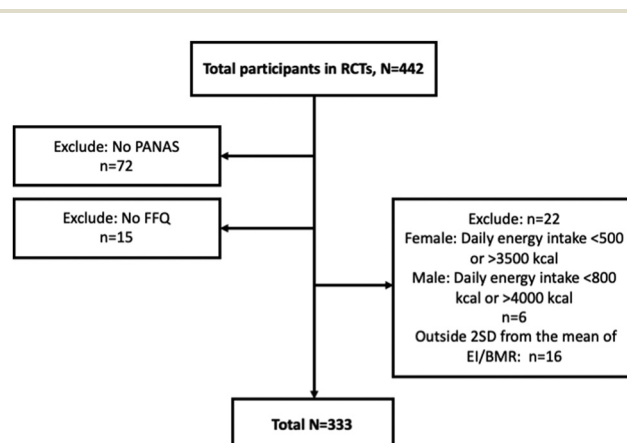 Total participants in RCTs, N=442
Exclude: No PANAS
n=72
Exclude: No FFQ
n=15
Exclude: n=22
Female: Daily energy intake <500
or >3500 kcal
Male: Daily energy intake <800
kcal or >4000 kcal
n=6
Outside 2SD from the mean of
EI/BMR: n=16
Total N=333